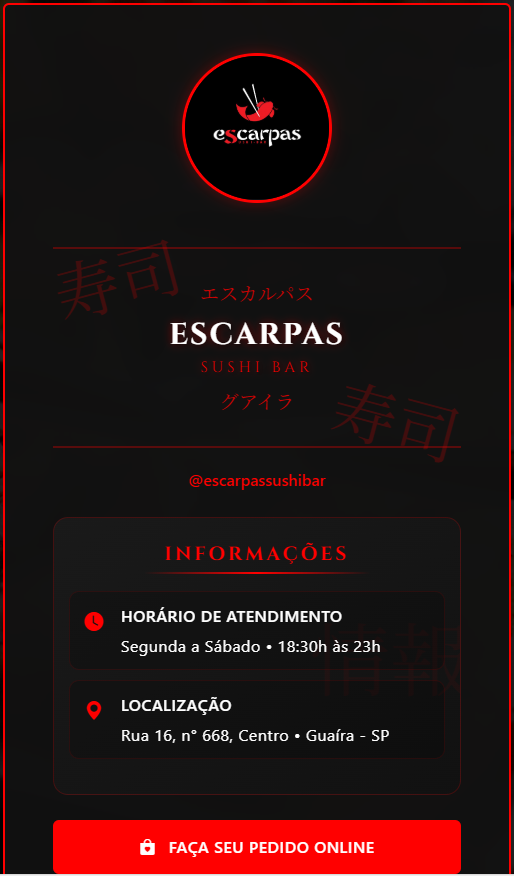 escarpas
寿司
エスカルパス
ESCARPAS
SUSHI BAR
グアイラ
寿司
@escarpassushibar
INFORMAÇÕES
HORÁRIO DE ATENDIMENTO
Segunda a Sábado • 18:30h às 23h
情報
LOCALIZAÇÃO
Rua 16, n° 668, Centro • Guaíra - SP
FAÇA SEU PEDIDO ONLINE